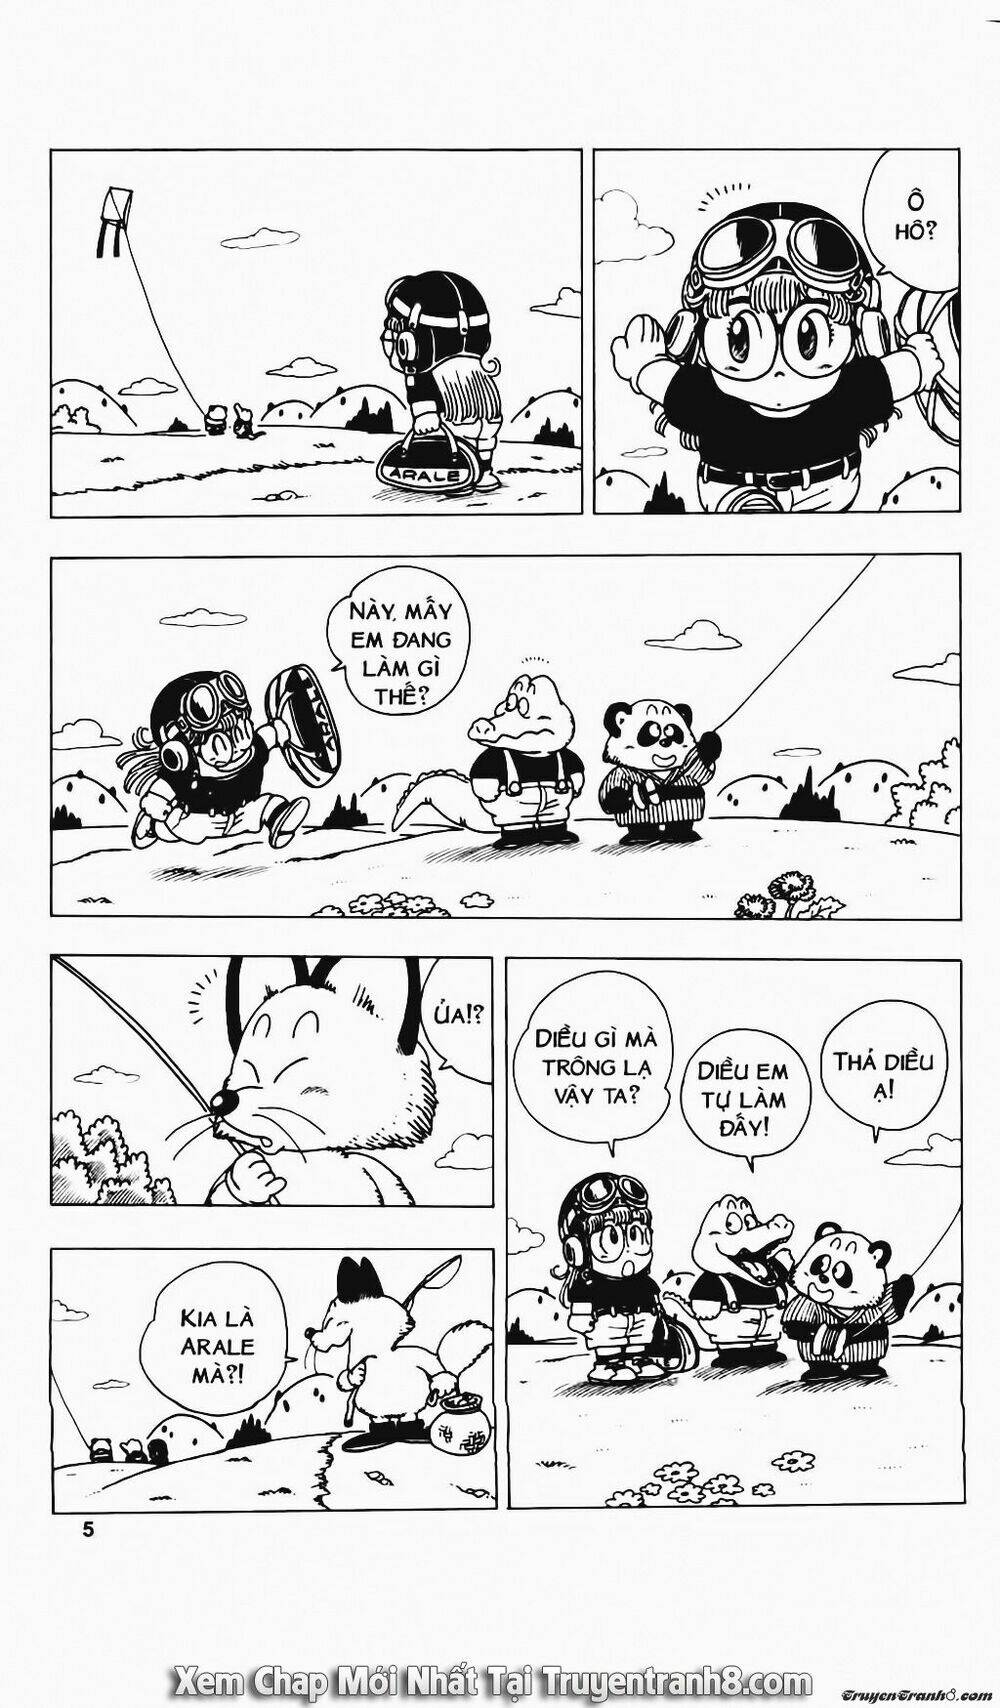 ARALE
Ô
HÔ?
NÀY, MẤY
EM ĐANG
LÀM GÌ
THẾ?
ARALE
ỦA!?
DIỀU GÌ MÀ
TRÔNG LẠ
VẬY TA?
DIỀU EM
TỰ LÀM
ĐẤY!
THẢ DIỀU
Ạ!
KIA LÀ
ARALE
MÀ?!
5
Xem Chap Mới Nhất Tại Truyentranh8.com
TruyenTranh8.com